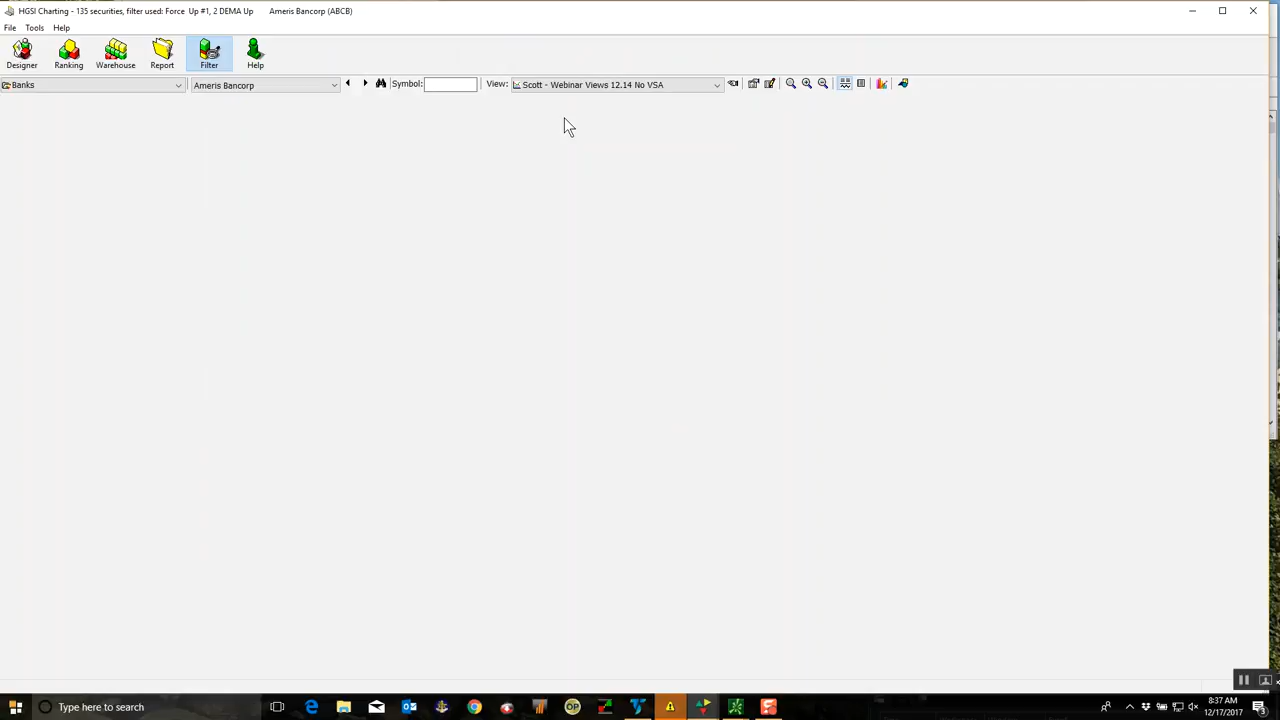 HGSI Charting - 135 securities, filter used: Force Up #1, 2 DEMA Up Ameris Bancorp (ABCB)
File Tools Help
Designer Ranking Warehouse Report Filter Help
Banks Ameris Bancorp Symbol: View: Scott - Webinar Views 12.14 No VSA
Type here to search
OP
8:37 AM
12/17/2017
3